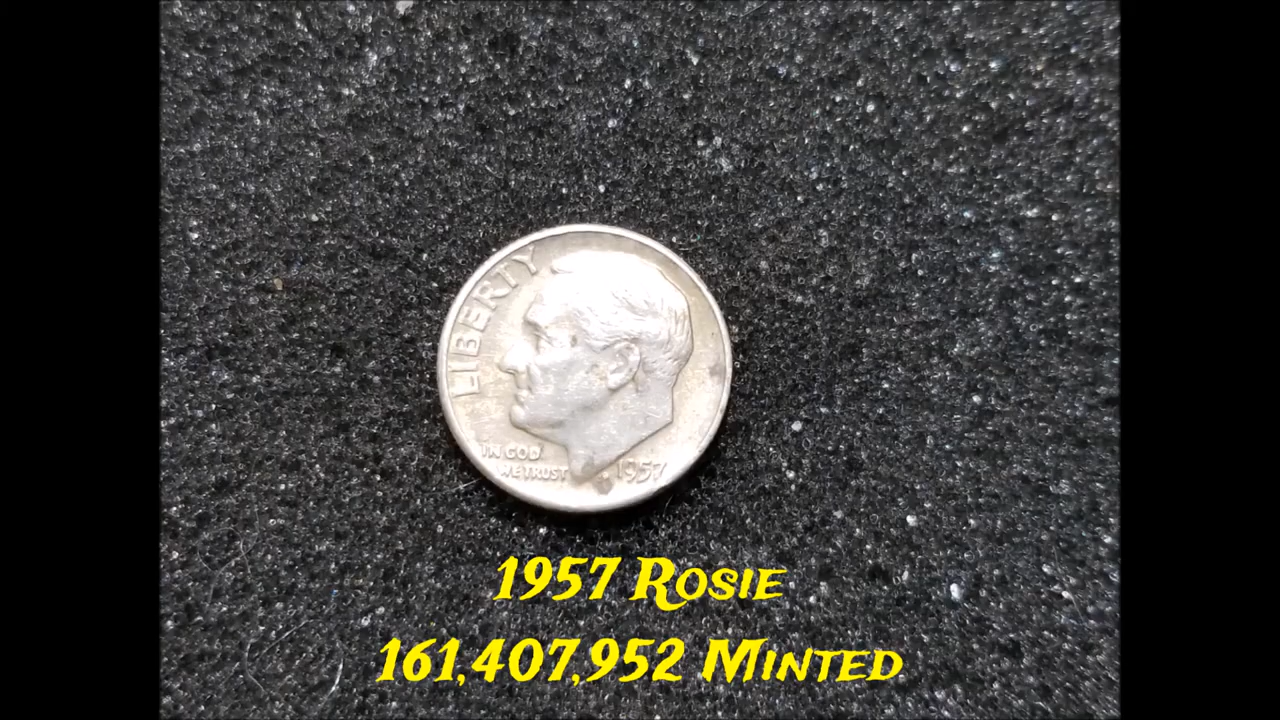 LIBERTY
IN GOD
WE TRUST
1957
1957 Rosie
161,407,952 Minted